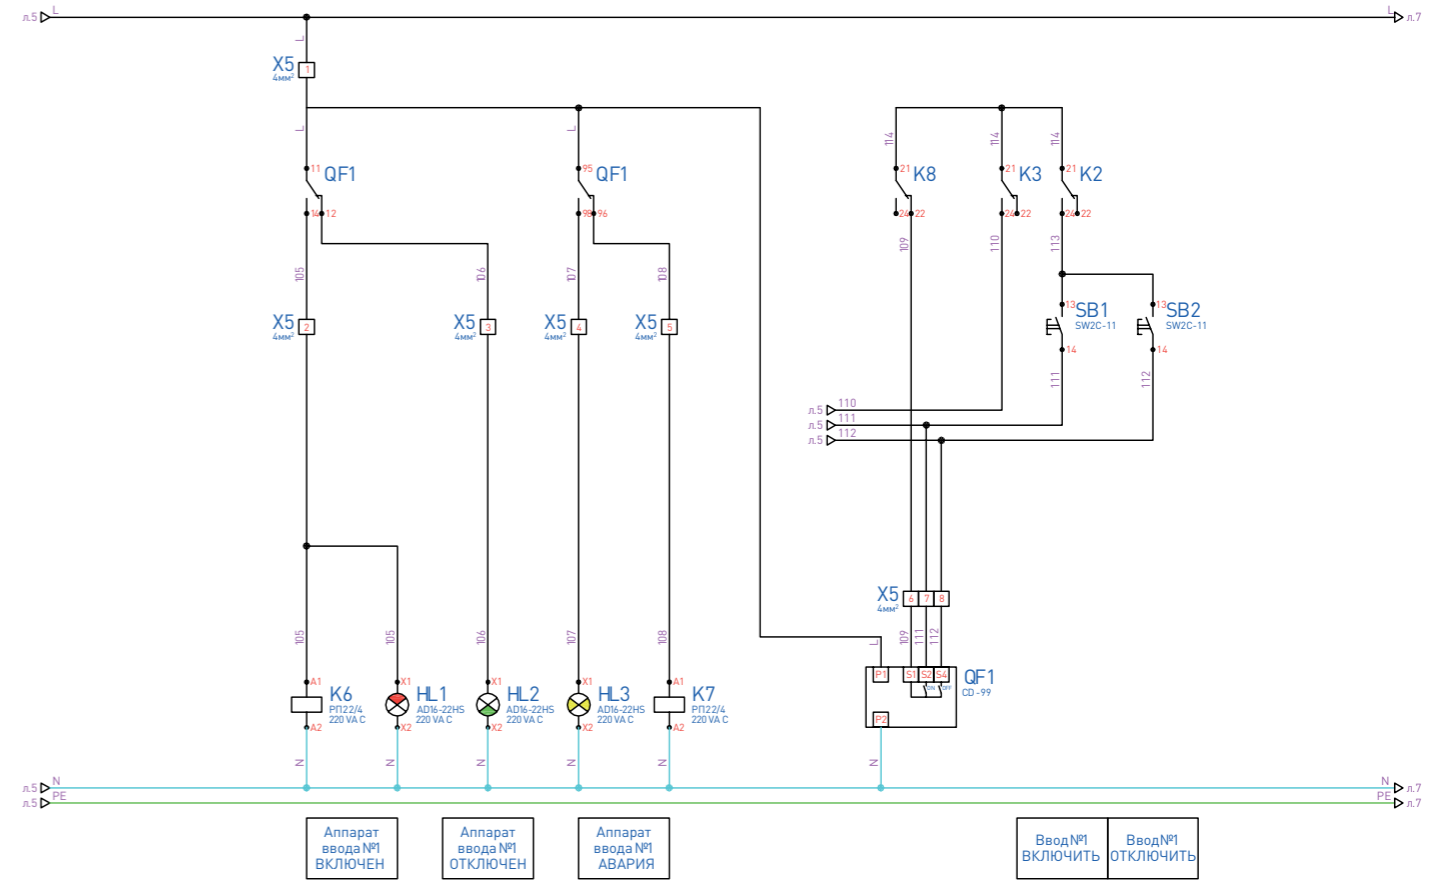 л.5 L L л.7
L
X5 1
4мм²
L L 114 114 114
11 QF1 95 QF1 21 K8 21 K3 21 K2
14 12 98 96 24 22 24 22 24 22
105 106 107 108 109 110 113
13 SB1 13 SB2
SW2C-11 SW2C-11
X5 2 X5 3 X5 4 X5 5
4мм² 4мм² 4мм² 4мм²
14 14
111 112
л.5 110
л.5 111
л.5 112
X5 6 7 8
4мм²
105 105 106 107 108 L 109 111 112
A1 X1 X1 X1 A1 P1 S1 S2 S4 QF1
K6 HL1 HL2 HL3 K7 ON OFF CD-99
РП22/4 AD16-22HS AD16-22HS AD16-22HS РП22/4
220 VAC 220 VAC 220 VAC 220 VAC 220 VAC
A2 X2 X2 X2 A2 P2
N N N N N N
л.5 N N л.7
л.5 PE PE л.7
Аппарат
ввода №1
ВКЛЮЧЕН
Аппарат
ввода №1
ОТКЛЮЧЕН
Аппарат
ввода №1
АВАРИЯ
Ввод №1
ВКЛЮЧИТЬ
Ввод №1
ОТКЛЮЧИТЬ